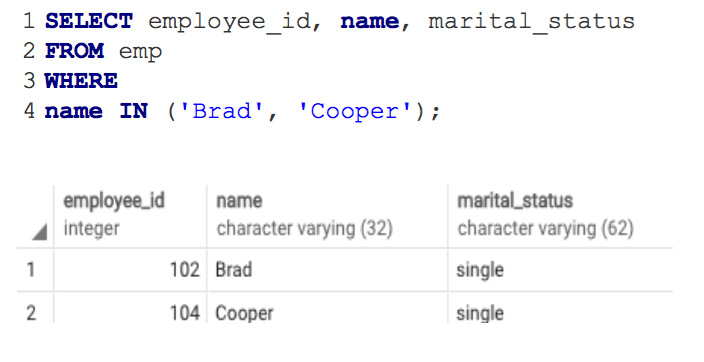 1 SELECT employee_id, name, marital_status
2 FROM emp
3 WHERE
4 name IN ('Brad', 'Cooper');
employee_id name marital_status
integer character varying (32) character varying (62)
1 102 Brad single
2 104 Cooper single